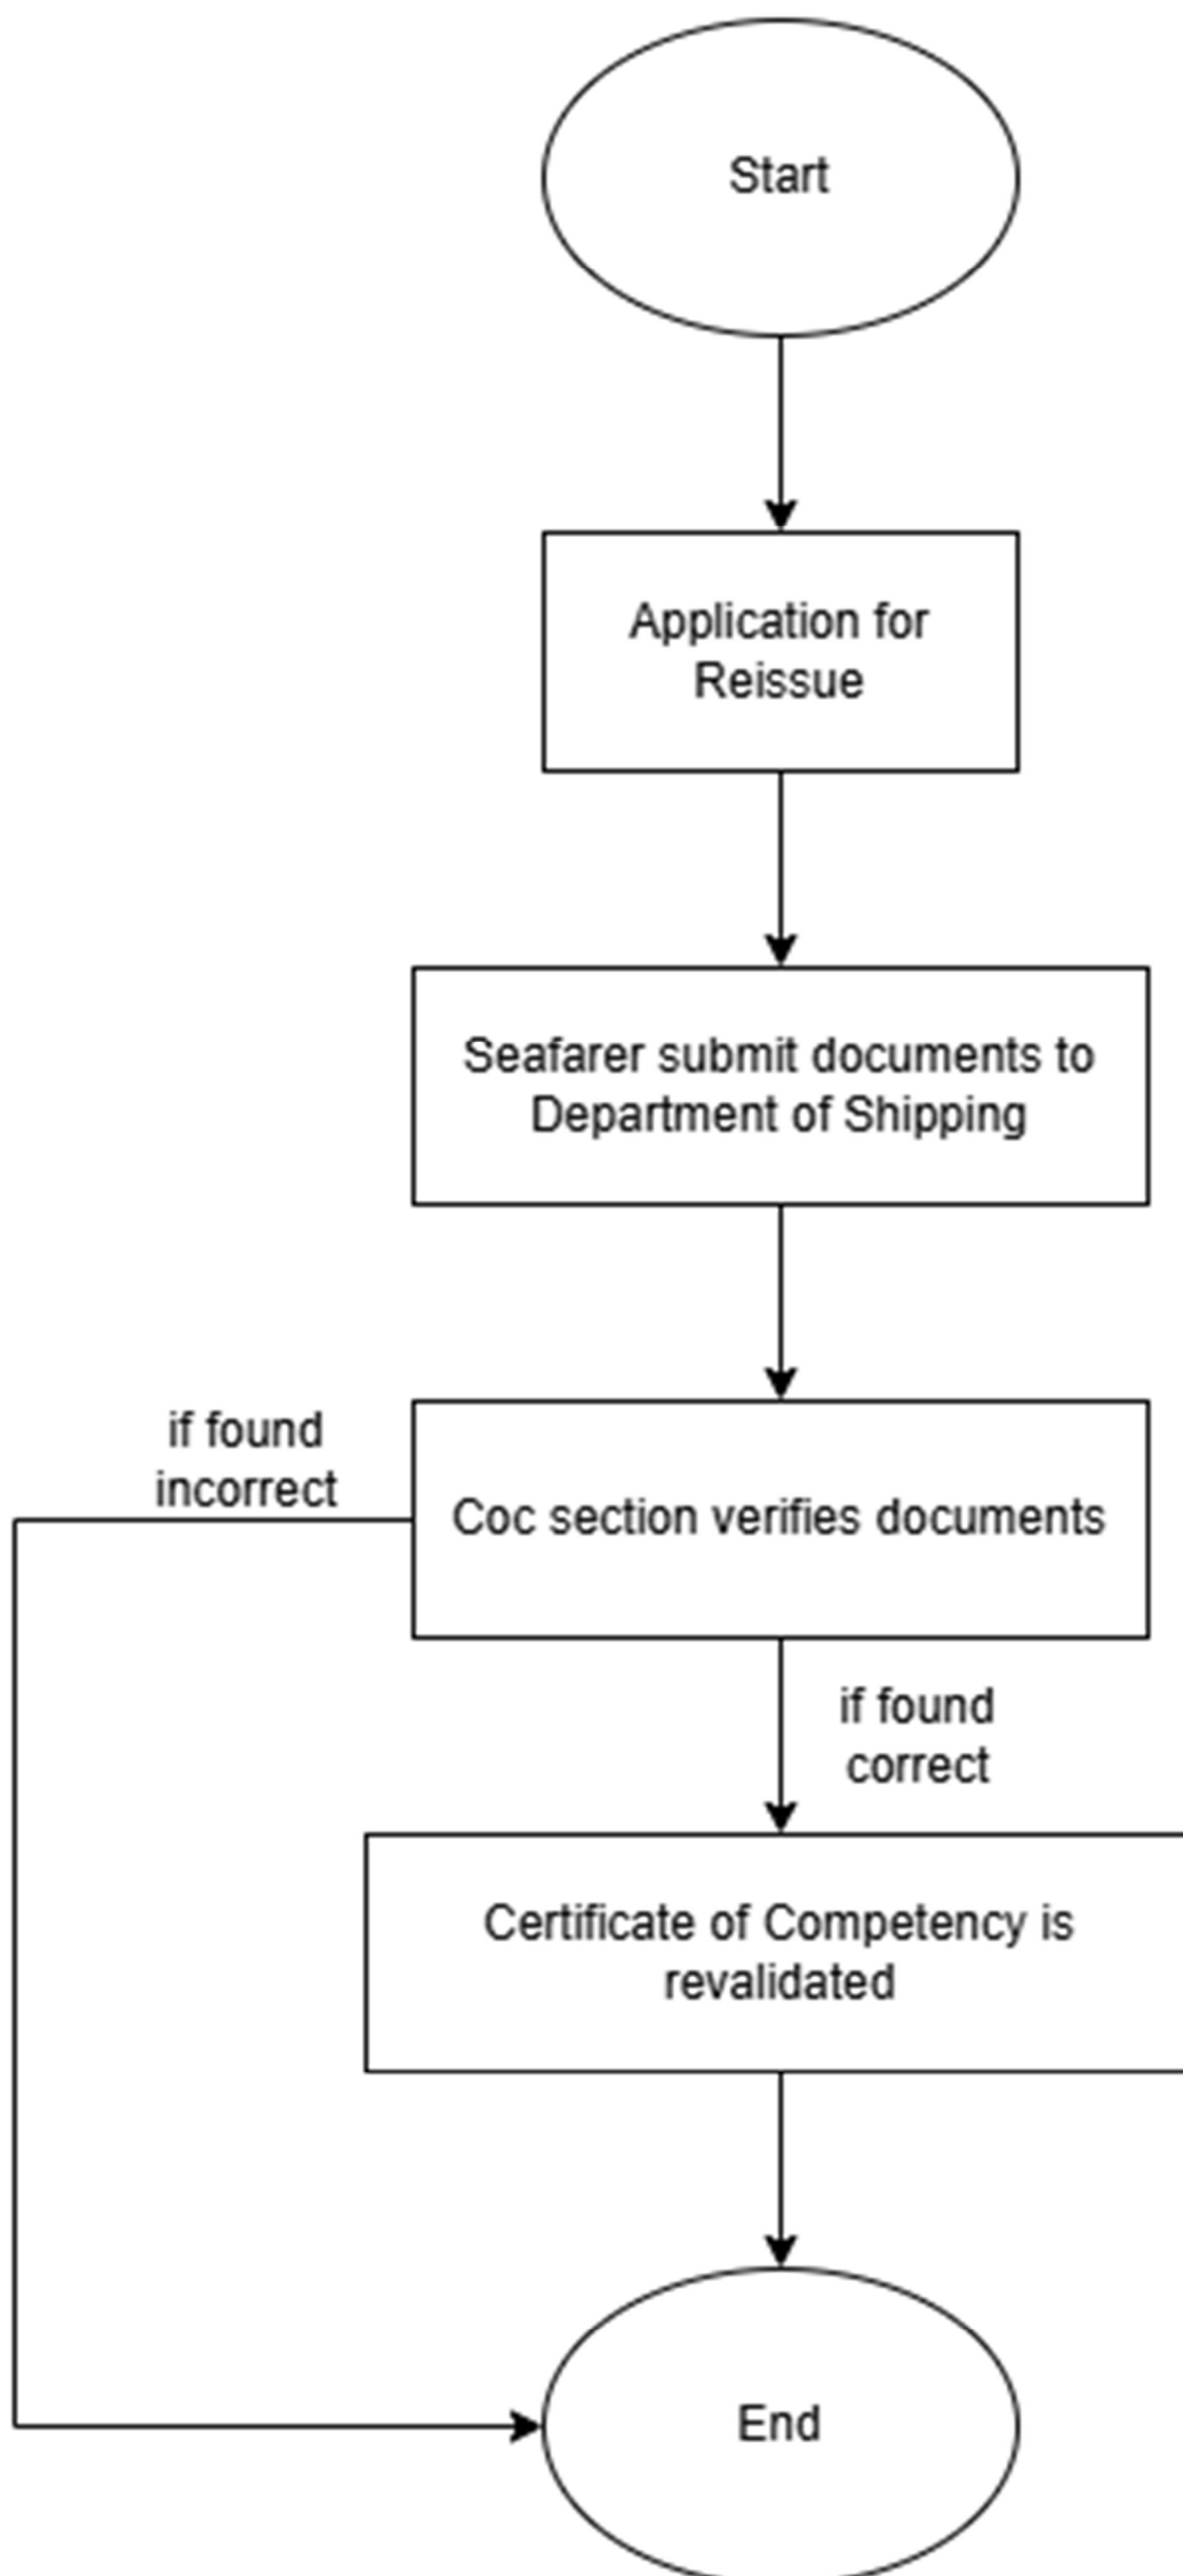 Start
Application for
Reissue
Seafarer submit documents to
Department of Shipping
if found
incorrect
Coc section verifies documents
if found
correct
Certificate of Competency is
revalidated
End